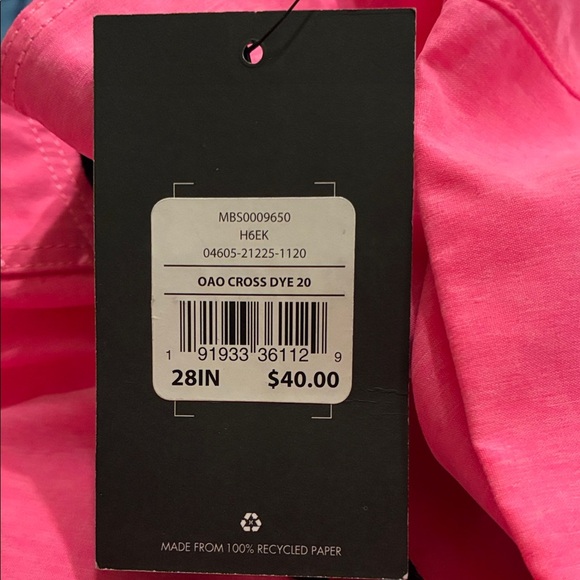 MBS0009650
H6EK
04605-21225-1120
OAO CROSS DYE 20
1 91933 36112 9
28IN $40.00
MADE FROM 100% RECYCLED PAPER